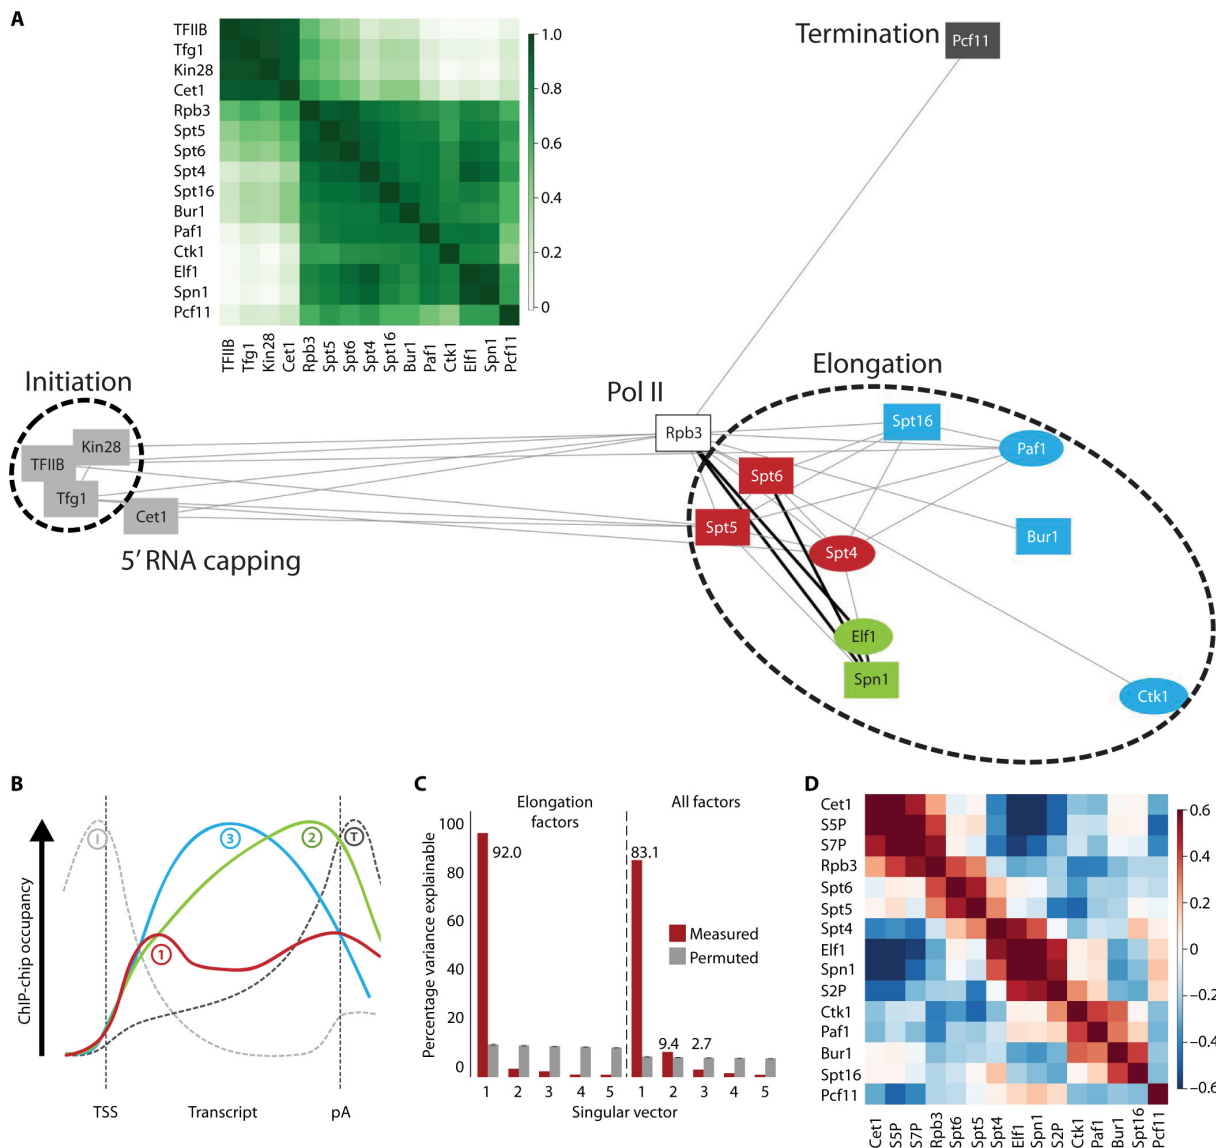 A
TFIIB
Tfg1
Kin28
Cet1
Rpb3
Spt5
Spt6
Spt4
Spt16
Bur1
Paf1
Ctk1
Elf1
Spn1
Pcf11
TFIIB
Tfg1
Kin28
Cet1
Rpb3
Spt5
Spt6
Spt4
Spt16
Bur1
Paf1
Ctk1
Elf1
Spn1
Pcf11
1.0
0.8
0.6
0.4
0.2
0
Termination
Pcf11
Initiation
Kin28
TFIIB
Tfg1
Cet1
5′ RNA capping
Pol II
Rpb3
Elongation
Spt16
Paf1
Spt6
Spt5
Spt4
Bur1
Elf1
Spn1
Ctk1
B
ChIP-chip occupancy
I
3
2
T
1
TSS
Transcript
pA
C
Percentage variance explainable
100
80
60
40
20
0
Elongation
factors
All factors
92.0
83.1
9.4
2.7
Measured
Permuted
1 2 3 4 5 1 2 3 4 5
Singular vector
D
Cet1
S5P
S7P
Rpb3
Spt6
Spt5
Spt4
Elf1
Spn1
S2P
Ctk1
Paf1
Bur1
Spt16
Pcf11
Cet1
S5P
S7P
Rpb3
Spt6
Spt5
Spt4
Elf1
Spn1
S2P
Ctk1
Paf1
Bur1
Spt16
Pcf11
0.6
0.4
0.2
0
−0.2
−0.4
−0.6